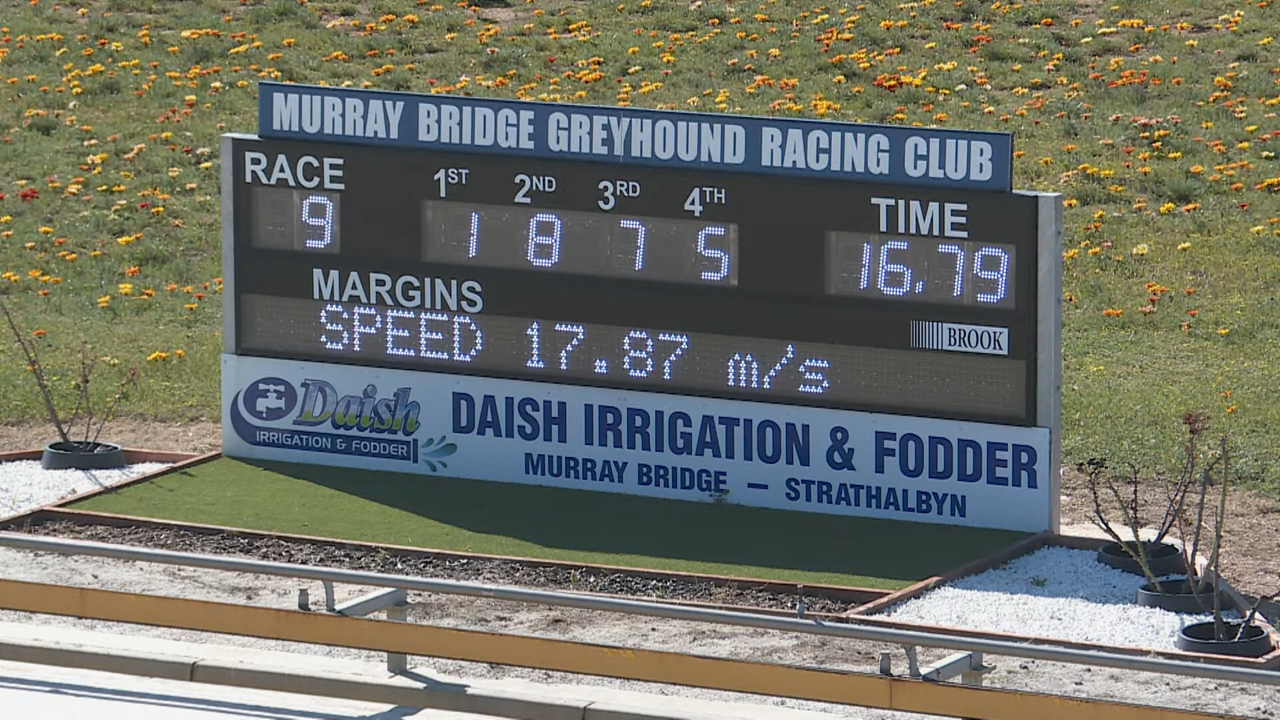 MURRAY BRIDGE GREYHOUND RACING CLUB
RACE 1ST 2ND 3RD 4TH TIME
9 1 8 7 5 16.79
MARGINS
BROOK
SPEED 17.87 m/s
Daish
IRRIGATION & FODDER
DAISH IRRIGATION & FODDER
MURRAY BRIDGE – STRATHALBYN